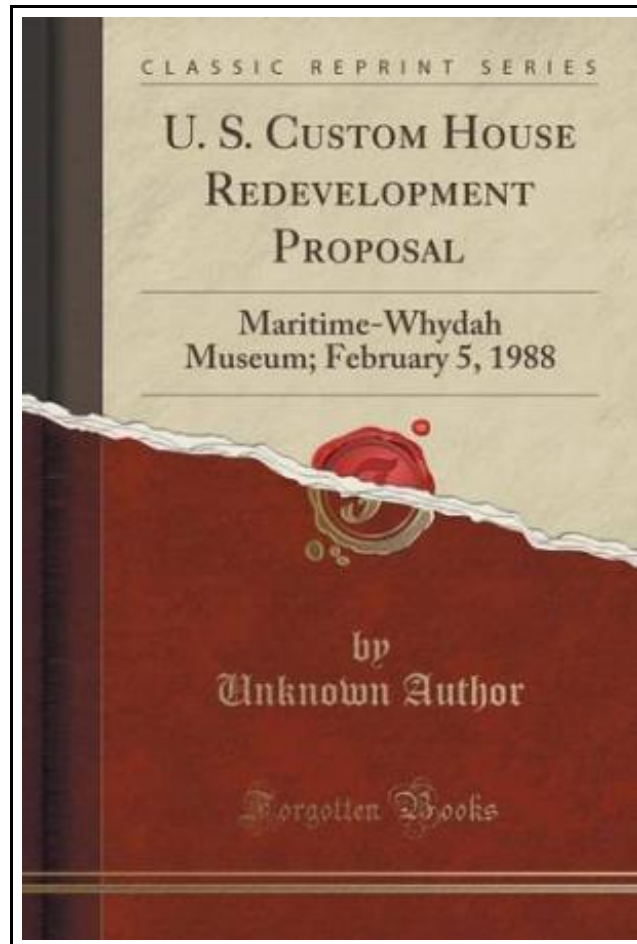 CLASSIC REPRINT SERIES
U. S. CUSTOM HOUSE
REDEVELOPMENT
PROPOSAL
Maritime-Whydah
Museum; February 5, 1988
F
by
Unknown Author
Forgotten Books